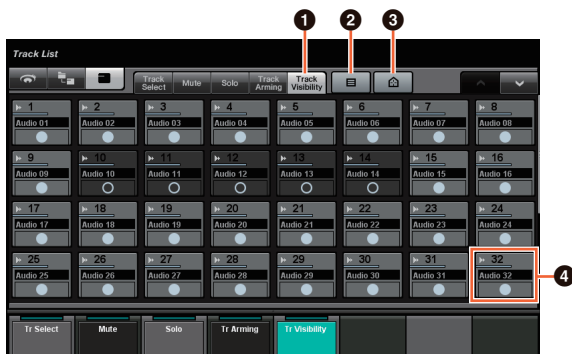 ❶ ❷ ❸
Track List
Track Select Mute Solo Track Arming Track Visibility
1 2 3 4 5 6 7 8
Audio 01 Audio 02 Audio 03 Audio 04 Audio 05 Audio 06 Audio 07 Audio 08
9 10 11 12 13 14 15 16
Audio 09 Audio 10 Audio 11 Audio 12 Audio 13 Audio 14 Audio 15 Audio 16
17 18 19 20 21 22 23 24
Audio 17 Audio 18 Audio 19 Audio 20 Audio 21 Audio 22 Audio 23 Audio 24
25 26 27 28 29 30 31 32
Audio 25 Audio 26 Audio 27 Audio 28 Audio 29 Audio 30 Audio 31 Audio 32
❹
Tr Select Mute Solo Tr Arming Tr Visibility